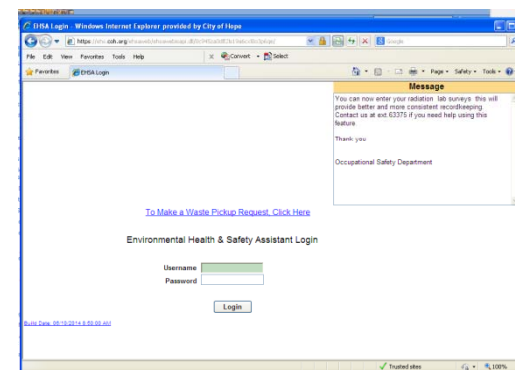 EHSA Login - Windows Internet Explorer provided by City of Hope
File Edit View Favorites Tools Help
Convert
Select
Google
Favorites
EHSA Login
Page Safety Tools
Message
You can now enter your radiation lab surveys this will
provide better and more consistent recordkeeping
Contact us at ext.63375 if you need help using this
feature
Thank you
Occupational Safety Department
To Make a Waste Pickup Request, Click Here
Environmental Health & Safety Assistant Login
Username
Password
Login
Trusted sites
100%